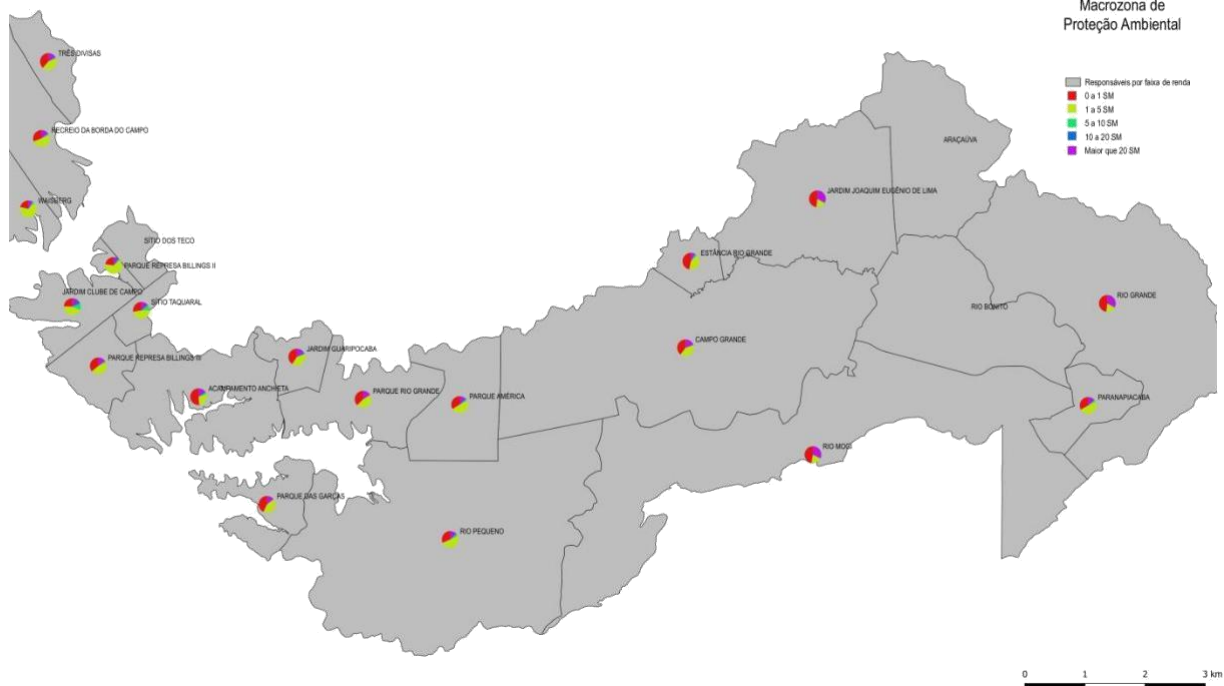 Macrozona de
Proteção Ambiental
Responsáveis por faixa de renda
0 a 1 SM
1 a 5 SM
5 a 10 SM
10 a 20 SM
Maior que 20 SM
TRÊS DIVISAS
RECREIO DA BORDA DO CAMPO
WAISBERG
SÍTIO DOS TECO
PARQUE REPRESA BILLINGS II
JARDIM CLUBE DE CAMPO
SÍTIO TAQUARAL
PARQUE REPRESA BILLINGS III
ACAMPAMENTO ANCHIETA
JARDIM GUARIPOCABA
PARQUE RIO GRANDE
PARQUE AMÉRICA
PARQUE DAS GARÇAS
RIO PEQUENO
ESTÂNCIA RIO GRANDE
CAMPO GRANDE
JARDIM JOAQUIM EUGÊNIO DE LIMA
ARAÇAÚVA
RIO BONITO
RIO GRANDE
PARANAPIACABA
RIO MOGI
0 1 2 3 km